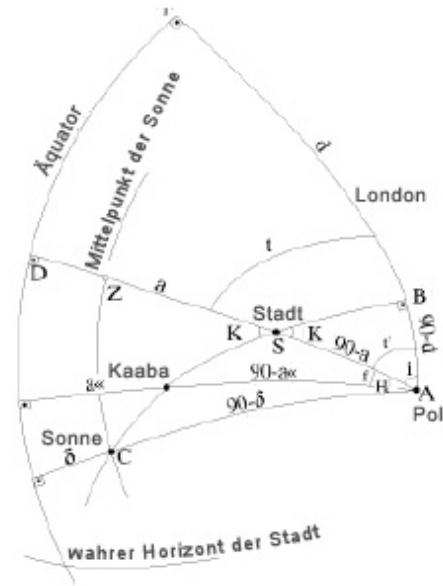 Äquator
Mittelpunkt der Sonne
d
London
t
D
Z
a
Stadt
B
K
S
K
90-a
90-d
t'
i
Kaaba
a«
90-a«
f
H
A
Pol
90-δ
Sonne
δ
C
wahrer Horizont der Stadt